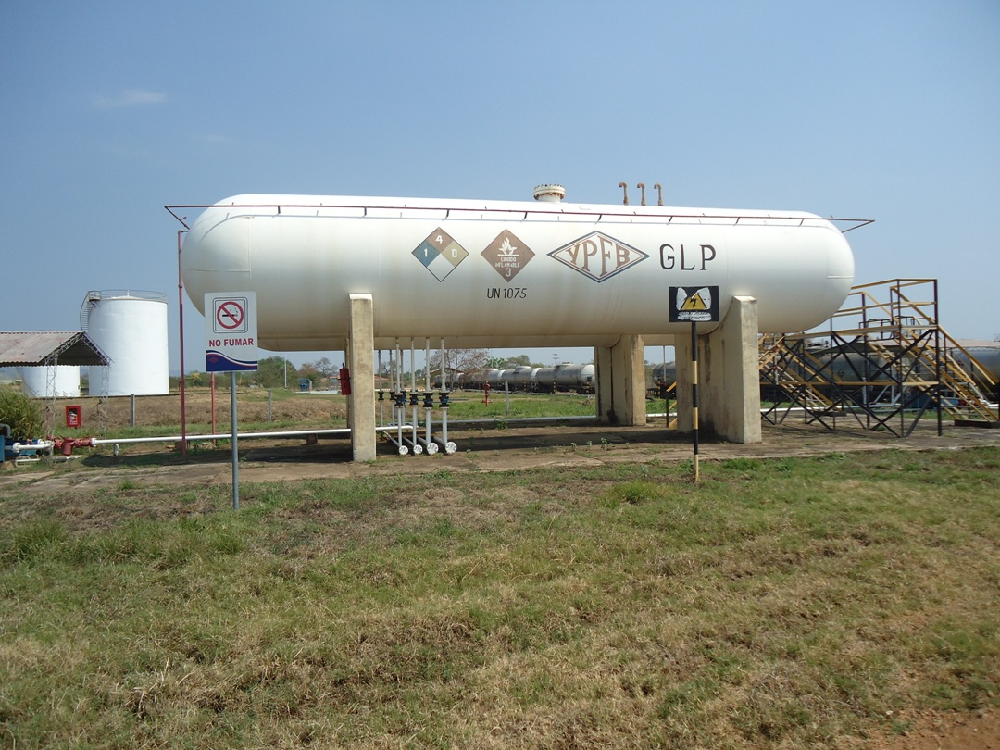 4
1
0
LIQUIDO
INFLAMABLE
3
UN 1075
YPFB
GLP
NO FUMAR